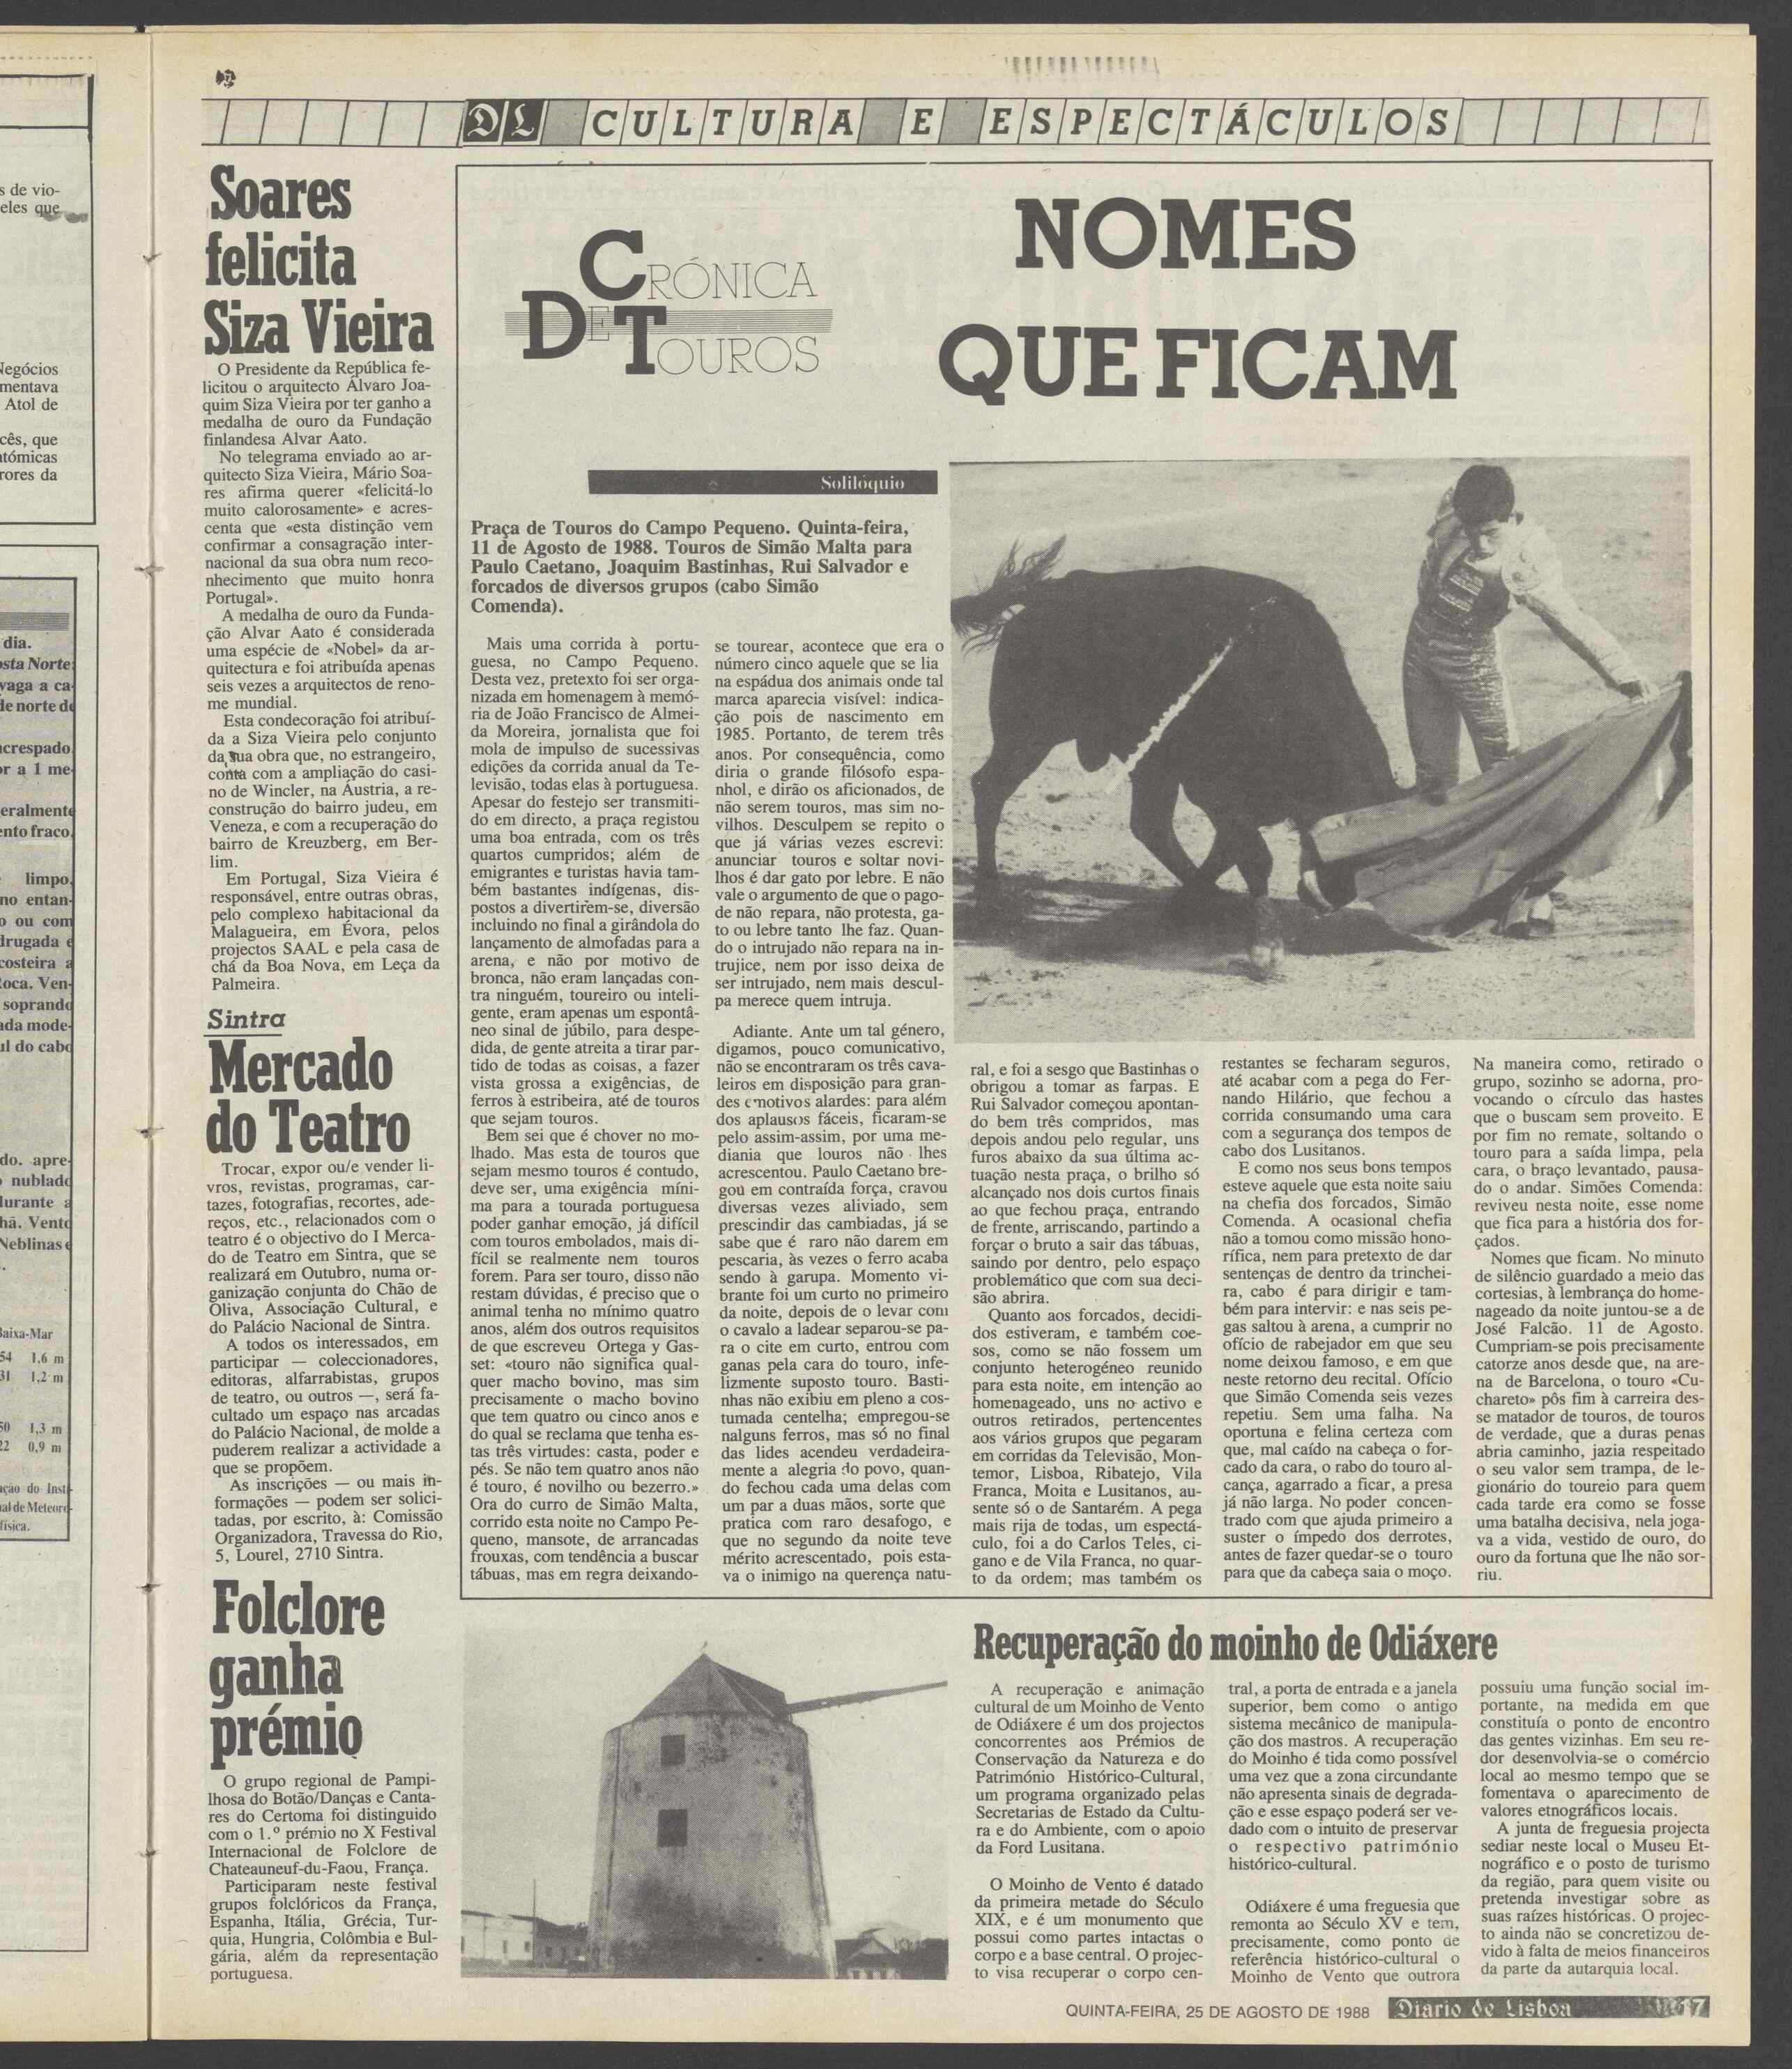 s de vio-
eles que
Negócios
mentava
Atol de
cês, que
atómicas
rores da
dia.
osta Norte:
vaga a ca-
de norte de
acrespado,
or a 1 me-
eralmente
ento fraco,
limpo,
no entan-
o ou com
drugada e
costeira a
Roca. Ven-
soprando
ada mode-
ul do cabo
do. apre-
nublado
durante a
hã. Vento
Neblinas e
Baixa-Mar
54 1,6 m
31 1,2 m
50 1,3 m
22 0,9 m
ação do Insti-
nal de Meteoro-
física.
DL CULTURA E ESPECTÁCULOS
Soares
felicita
Siza Vieira
O Presidente da República fe-
licitou o arquitecto Álvaro Joa-
quim Siza Vieira por ter ganho a
medalha de ouro da Fundação
finlandesa Alvar Aato.
No telegrama enviado ao ar-
quitecto Siza Vieira, Mário Soa-
res afirma querer «felicitá-lo
muito calorosamente» e acres-
centa que «esta distinção vem
confirmar a consagração inter-
nacional da sua obra num reco-
nhecimento que muito honra
Portugal».
A medalha de ouro da Funda-
ção Alvar Aato é considerada
uma espécie de «Nobel» da ar-
quitectura e foi atribuída apenas
seis vezes a arquitectos de reno-
me mundial.
Esta condecoração foi atribuí-
da a Siza Vieira pelo conjunto
da sua obra que, no estrangeiro,
conta com a ampliação do casi-
no de Wincler, na Áustria, a re-
construção do bairro judeu, em
Veneza, e com a recuperação do
bairro de Kreuzberg, em Ber-
lim.
Em Portugal, Siza Vieira é
responsável, entre outras obras,
pelo complexo habitacional da
Malagueira, em Évora, pelos
projectos SAAL e pela casa de
chá da Boa Nova, em Leça da
Palmeira.
Sintra
Mercado
do Teatro
Trocar, expor ou/e vender li-
vros, revistas, programas, car-
tazes, fotografias, recortes, ade-
reços, etc., relacionados com o
teatro é o objectivo do I Merca-
do de Teatro em Sintra, que se
realizará em Outubro, numa or-
ganização conjunta do Chão de
Oliva, Associação Cultural, e
do Palácio Nacional de Sintra.
A todos os interessados, em
participar — coleccionadores,
editoras, alfarrabistas, grupos
de teatro, ou outros —, será fa-
cultado um espaço nas arcadas
do Palácio Nacional, de molde a
puderem realizar a actividade a
que se propõem.
As inscrições — ou mais in-
formações — podem ser solici-
tadas, por escrito, à: Comissão
Organizadora, Travessa do Rio,
5, Lourel, 2710 Sintra.
Folclore
ganha
prémio
O grupo regional de Pampi-
lhosa do Botão/Danças e Canta-
res do Certoma foi distinguido
com o 1.º prémio no X Festival
Internacional de Folclore de
Chateauneuf-du-Faou, França.
Participaram neste festival
grupos folclóricos da França,
Espanha, Itália, Grécia, Tur-
quia, Hungria, Colômbia e Bul-
gária, além da representação
portuguesa.
CRÓNICA
DE TOUROS
NOMES
QUE FICAM
Solilóquio
Praça de Touros do Campo Pequeno. Quinta-feira,
11 de Agosto de 1988. Touros de Simão Malta para
Paulo Caetano, Joaquim Bastinhas, Rui Salvador e
forcados de diversos grupos (cabo Simão
Comenda).
Mais uma corrida à portu-
guesa, no Campo Pequeno.
Desta vez, pretexto foi ser orga-
nizada em homenagem à memó-
ria de João Francisco de Almei-
da Moreira, jornalista que foi
mola de impulso de sucessivas
edições da corrida anual da Te-
levisão, todas elas à portuguesa.
Apesar do festejo ser transmiti-
do em directo, a praça registou
uma boa entrada, com os três
quartos cumpridos; além de
emigrantes e turistas havia tam-
bém bastantes indígenas, dis-
postos a divertirem-se, diversão
incluindo no final a girândola do
lançamento de almofadas para a
arena, e não por motivo de
bronca, não eram lançadas con-
tra ninguém, toureiro ou inteli-
gente, eram apenas um espontâ-
neo sinal de júbilo, para despe-
dida, de gente atreita a tirar par-
tido de todas as coisas, a fazer
vista grossa a exigências, de
ferros à estribeira, até de touros
que sejam touros.
Bem sei que é chover no mo-
lhado. Mas esta de touros que
sejam mesmo touros é contudo,
deve ser, uma exigência míni-
ma para a tourada portuguesa
poder ganhar emoção, já difícil
com touros embolados, mais di-
fícil se realmente nem touros
forem. Para ser touro, disso não
restam dúvidas, é preciso que o
animal tenha no mínimo quatro
anos, além dos outros requisitos
de que escreveu Ortega y Gas-
set: «touro não significa qual-
quer macho bovino, mas sim
precisamente o macho bovino
que tem quatro ou cinco anos e
do qual se reclama que tenha es-
tas três virtudes: casta, poder e
pés. Se não tem quatro anos não
é touro, é novilho ou bezerro.»
Ora do curro de Simão Malta,
corrido esta noite no Campo Pe-
queno, mansote, de arrancadas
frouxas, com tendência a buscar
tábuas, mas em regra deixando-
se tourear, acontece que era o
número cinco aquele que se lia
na espádua dos animais onde tal
marca aparecia visível: indica-
ção pois de nascimento em
1985. Portanto, de terem três
anos. Por consequência, como
diria o grande filósofo espa-
nhol, e dirão os aficionados, de
não serem touros, mas sim no-
vilhos. Desculpem se repito o
que já várias vezes escrevi:
anunciar touros e soltar novi-
lhos é dar gato por lebre. E não
vale o argumento de que o pago-
de não repara, não protesta, ga-
to ou lebre tanto lhe faz. Quan-
do o intrujado não repara na in-
trujice, nem por isso deixa de
ser intrujado, nem mais descul-
pa merece quem intruja.
Adiante. Ante um tal género,
digamos, pouco comunicativo,
não se encontraram os três cava-
leiros em disposição para gran-
des emotivos alardes: para além
dos aplausos fáceis, ficaram-se
pelo assim-assim, por uma me-
diania que louros não lhes
acrescentou. Paulo Caetano bre-
gou em contraída força, cravou
diversas vezes aliviado, sem
prescindir das cambiadas, já se
sabe que é raro não darem em
pescaria, às vezes o ferro acaba
sendo à garupa. Momento vi-
brante foi um curto no primeiro
da noite, depois de o levar com
o cavalo a ladear separou-se pa-
ra o cite em curto, entrou com
ganas pela cara do touro, infe-
lizmente suposto touro. Basti-
nhas não exibiu em pleno a cos-
tumada centelha; empregou-se
nalguns ferros, mas só no final
das lides acendeu verdadeira-
mente a alegria do povo, quan-
do fechou cada uma delas com
um par a duas mãos, sorte que
pratica com raro desafogo, e
que no segundo da noite teve
mérito acrescentado, pois esta-
va o inimigo na querença natu-
ral, e foi a sesgo que Bastinhas o
obrigou a tomar as farpas. E
Rui Salvador começou apontan-
do bem três compridos, mas
depois andou pelo regular, uns
furos abaixo da sua última ac-
tuação nesta praça, o brilho só
alcançado nos dois curtos finais
ao que fechou praça, entrando
de frente, arriscando, partindo a
forçar o bruto a sair das tábuas,
saindo por dentro, pelo espaço
problemático que com sua deci-
são abrira.
Quanto aos forcados, decidi-
dos estiveram, e também coe-
sos, como se não fossem um
conjunto heterogéneo reunido
para esta noite, em intenção ao
homenageado, uns no activo e
outros retirados, pertencentes
aos vários grupos que pegaram
em corridas da Televisão, Mon-
temor, Lisboa, Ribatejo, Vila
Franca, Moita e Lusitanos, au-
sente só o de Santarém. A pega
mais rija de todas, um espectá-
culo, foi a do Carlos Teles, ci-
gano e de Vila Franca, no quar-
to da ordem; mas também os
restantes se fecharam seguros,
até acabar com a pega do Fer-
nando Hilário, que fechou a
corrida consumando uma cara
com a segurança dos tempos de
cabo dos Lusitanos.
E como nos seus bons tempos
esteve aquele que esta noite saiu
na chefia dos forcados, Simão
Comenda. A ocasional chefia
não a tomou como missão hono-
rífica, nem para pretexto de dar
sentenças de dentro da trinchei-
ra, cabo é para dirigir e tam-
bém para intervir: e nas seis pe-
gas saltou à arena, a cumprir no
ofício de rabejador em que seu
nome deixou famoso, e em que
neste retorno deu recital. Ofício
que Simão Comenda seis vezes
repetiu. Sem uma falha. Na
oportuna e felina certeza com
que, mal caído na cabeça o for-
cado da cara, o rabo do touro al-
cança, agarrado a ficar, a presa
já não larga. No poder concen-
trado com que ajuda primeiro a
suster o ímpedo dos derrotes,
antes de fazer quedar-se o touro
para que da cabeça saia o moço.
Na maneira como, retirado o
grupo, sozinho se adorna, pro-
vocando o círculo das hastes
que o buscam sem proveito. E
por fim no remate, soltando o
touro para a saída limpa, pela
cara, o braço levantado, pausa-
do o andar. Simões Comenda:
reviveu nesta noite, esse nome
que fica para a história dos for-
çados.
Nomes que ficam. No minuto
de silêncio guardado a meio das
cortesias, à lembrança do home-
nageado da noite juntou-se a de
José Falcão. 11 de Agosto.
Cumpriam-se pois precisamente
catorze anos desde que, na are-
na de Barcelona, o touro «Cu-
chareto» pôs fim à carreira des-
se matador de touros, de touros
de verdade, que a duras penas
abria caminho, jazia respeitado
o seu valor sem trampa, de le-
gionário do toureio para quem
cada tarde era como se fosse
uma batalha decisiva, nela joga-
va a vida, vestido de ouro, do
ouro da fortuna que lhe não sor-
riu.
Recuperação do moinho de Odiáxere
A recuperação e animação
cultural de um Moinho de Vento
de Odiáxere é um dos projectos
concorrentes aos Prémios de
Conservação da Natureza e do
Património Histórico-Cultural,
um programa organizado pelas
Secretarias de Estado da Cultu-
ra e do Ambiente, com o apoio
da Ford Lusitana.
O Moinho de Vento é datado
da primeira metade do Século
XIX, e é um monumento que
possui como partes intactas o
corpo e a base central. O projec-
to visa recuperar o corpo cen-
tral, a porta de entrada e a janela
superior, bem como o antigo
sistema mecânico de manipula-
ção dos mastros. A recuperação
do Moinho é tida como possível
uma vez que a zona circundante
não apresenta sinais de degrada-
ção e esse espaço poderá ser ve-
dado com o intuito de preservar
o respectivo património
histórico-cultural.
Odiáxere é uma freguesia que
remonta ao Século XV e tem,
precisamente, como ponto de
referência histórico-cultural o
Moinho de Vento que outrora
possuiu uma função social im-
portante, na medida em que
constituía o ponto de encontro
das gentes vizinhas. Em seu re-
dor desenvolvia-se o comércio
local ao mesmo tempo que se
fomentava o aparecimento de
valores etnográficos locais.
A junta de freguesia projecta
sediar neste local o Museu Et-
nográfico e o posto de turismo
da região, para quem visite ou
pretenda investigar sobre as
suas raízes históricas. O projec-
to ainda não se concretizou de-
vido à falta de meios financeiros
da parte da autarquia local.
QUINTA-FEIRA, 25 DE AGOSTO DE 1988 Diário de Lisboa 17